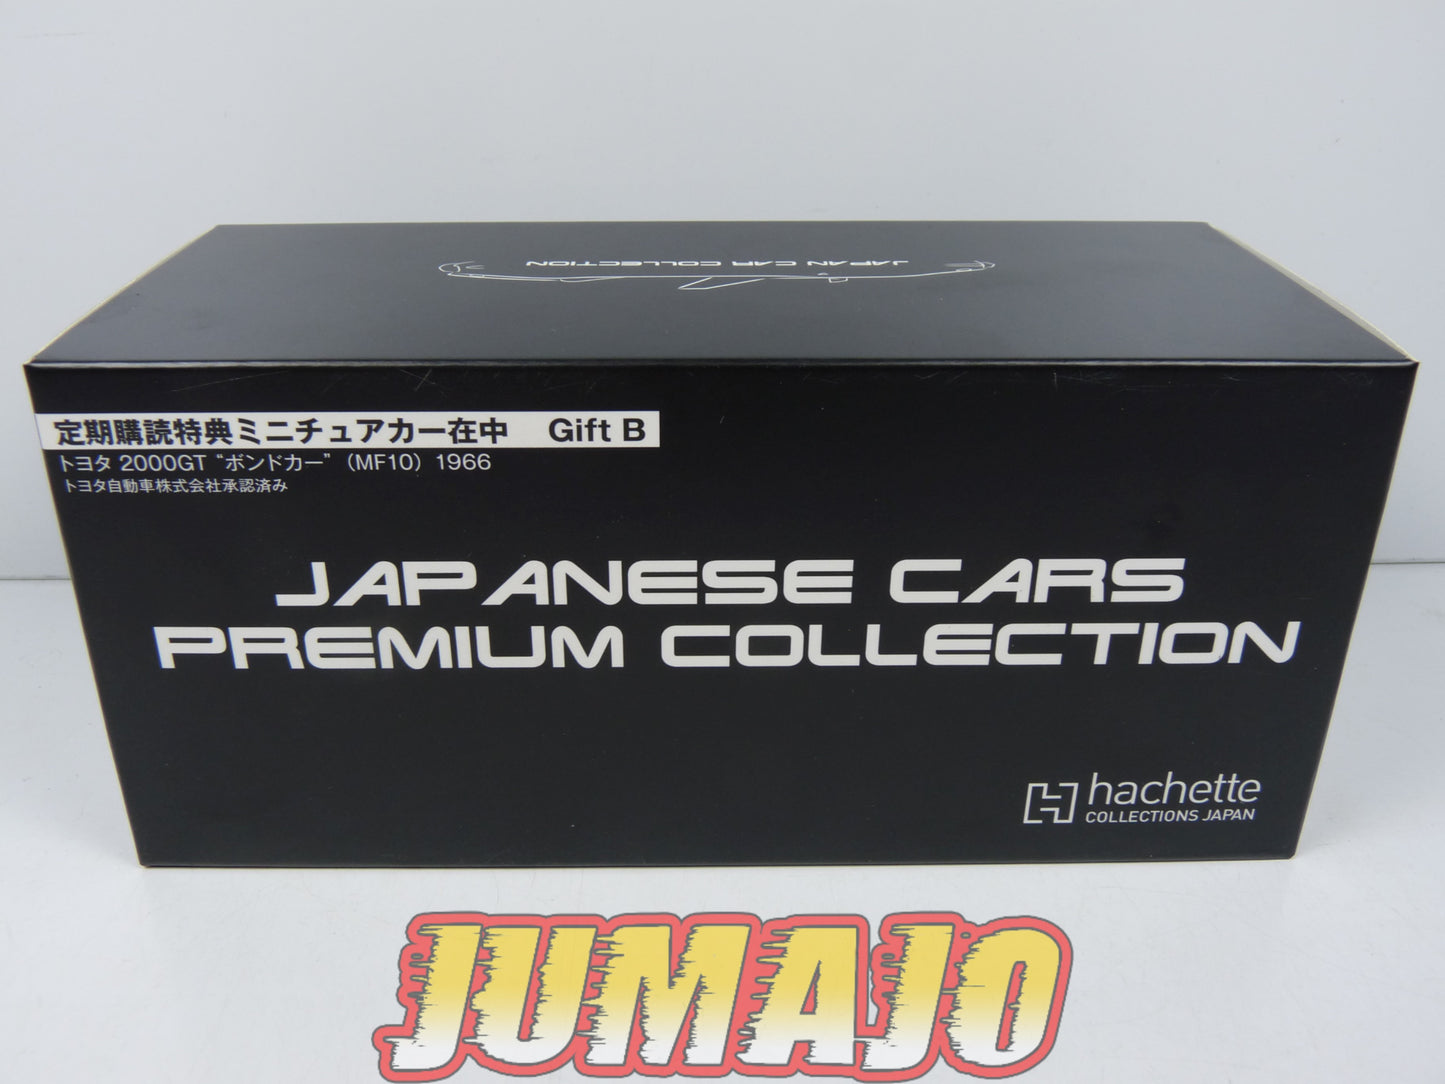 JAPAN CAR COLLECTION
定期購読特典ミニチュアカー在中 Gift B
トヨタ 2000GT “ボンドカー”（MF10）1966
トヨタ自動車株式会社承認済み
JAPANESE CARS
PREMIUM COLLECTION
hachette
COLLECTIONS JAPAN
JUMAJO